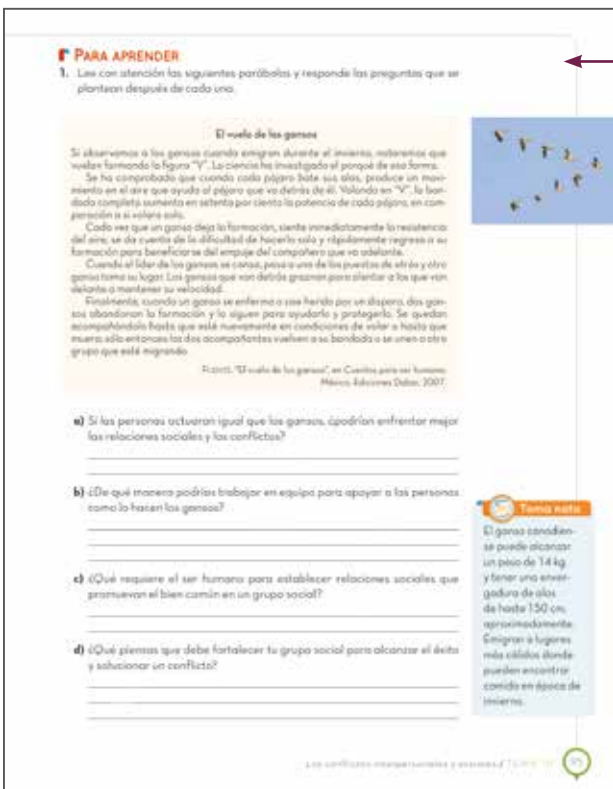 PARA APRENDER
1. Lee con atención las siguientes parábolas y responde las preguntas que se
plantean después de cada una.
El vuelo de los gansos
Si observamos a los gansos cuando emigran durante el invierno, notaremos que
vuelan formando la figura "V". La ciencia ha investigado el porqué de esa forma.
Se ha comprobado que cuando cada pájaro bate sus alas, produce un movi-
miento en el aire que ayuda al pájaro que va detrás de él. Volando en "V", la ban-
dada completa aumenta en setenta por ciento la potencia de cada pájaro, en com-
paración a si volara solo.
Cada vez que un ganso deja la formación, siente inmediatamente la resistencia
del aire; se da cuenta de la dificultad de hacerlo solo y rápidamente regresa a su
formación para beneficiarse del empuje del compañero que va adelante.
Cuando el líder de los gansos se cansa, pasa a uno de los puestos de atrás y otro
ganso toma su lugar. Los gansos que van detrás graznan para alentar a los que van
delante a mantener su velocidad.
Finalmente, cuando un ganso se enferma o cae herido por un disparo, dos gan-
sos abandonan la formación y lo siguen para ayudarlo y protegerlo. Se quedan
acompañándolo hasta que esté nuevamente en condiciones de volar o hasta que
muera; sólo entonces los dos acompañantes vuelven a su bandada o se unen a otro
grupo que esté migrando.
FUENTE: "El vuelo de los gansos", en Cuentos para ser humano.
México, Ediciones Dabar, 2007.
a) Si las personas actuaran igual que los gansos, ¿podrían enfrentar mejor
las relaciones sociales y los conflictos?
b) ¿De qué manera podrías trabajar en equipo para apoyar a las personas
como lo hacen los gansos?
c) ¿Qué requiere el ser humano para establecer relaciones sociales que
promuevan el bien común en un grupo social?
d) ¿Qué piensas que debe fortalecer tu grupo social para alcanzar el éxito
y solucionar un conflicto?
Toma nota
El ganso canadien-
se puede alcanzar
un peso de 14 kg
y tener una enver-
gadura de alas
de hasta 150 cm,
aproximadamente.
Emigran a lugares
más cálidos donde
pueden encontrar
comida en época de
invierno.
Los conflictos interpersonales y sociales /
95